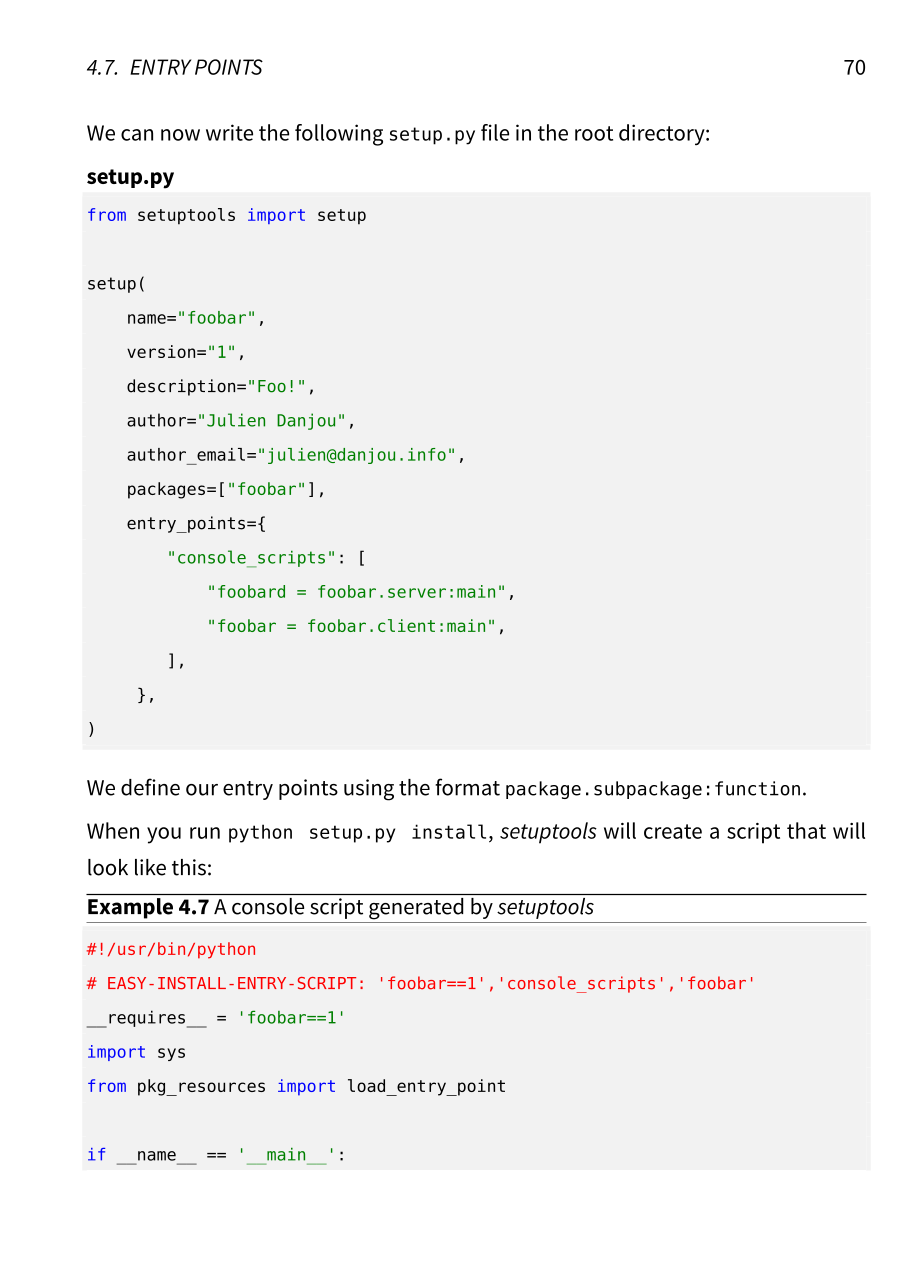 4.7. ENTRY POINTS 70
We can now write the following setup.py file in the root directory:
setup.py
from setuptools import setup

setup(
    name="foobar",
    version="1",
    description="Foo!",
    author="Julien Danjou",
    author_email="julien@danjou.info",
    packages=["foobar"],
    entry_points={
        "console_scripts": [
            "foobard = foobar.server:main",
            "foobar = foobar.client:main",
        ],
     },
)
We define our entry points using the format package.subpackage:function.
When you run python setup.py install, setuptools will create a script that will
look like this:
Example 4.7 A console script generated by setuptools
#!/usr/bin/python
# EASY-INSTALL-ENTRY-SCRIPT: 'foobar==1','console_scripts','foobar'
__requires__ = 'foobar==1'
import sys
from pkg_resources import load_entry_point

if __name__ == '__main__':